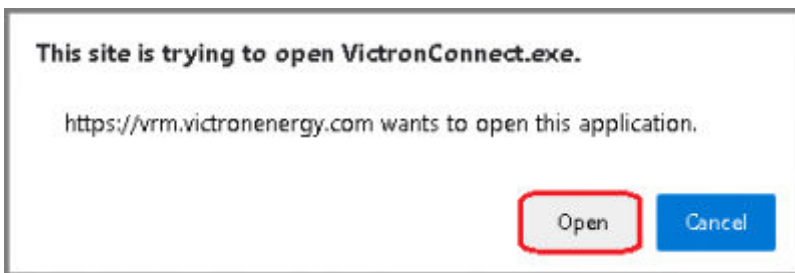 This site is trying to open VictronConnect.exe.
https://vrm.victronenergy.com wants to open this application.
Open
Cancel